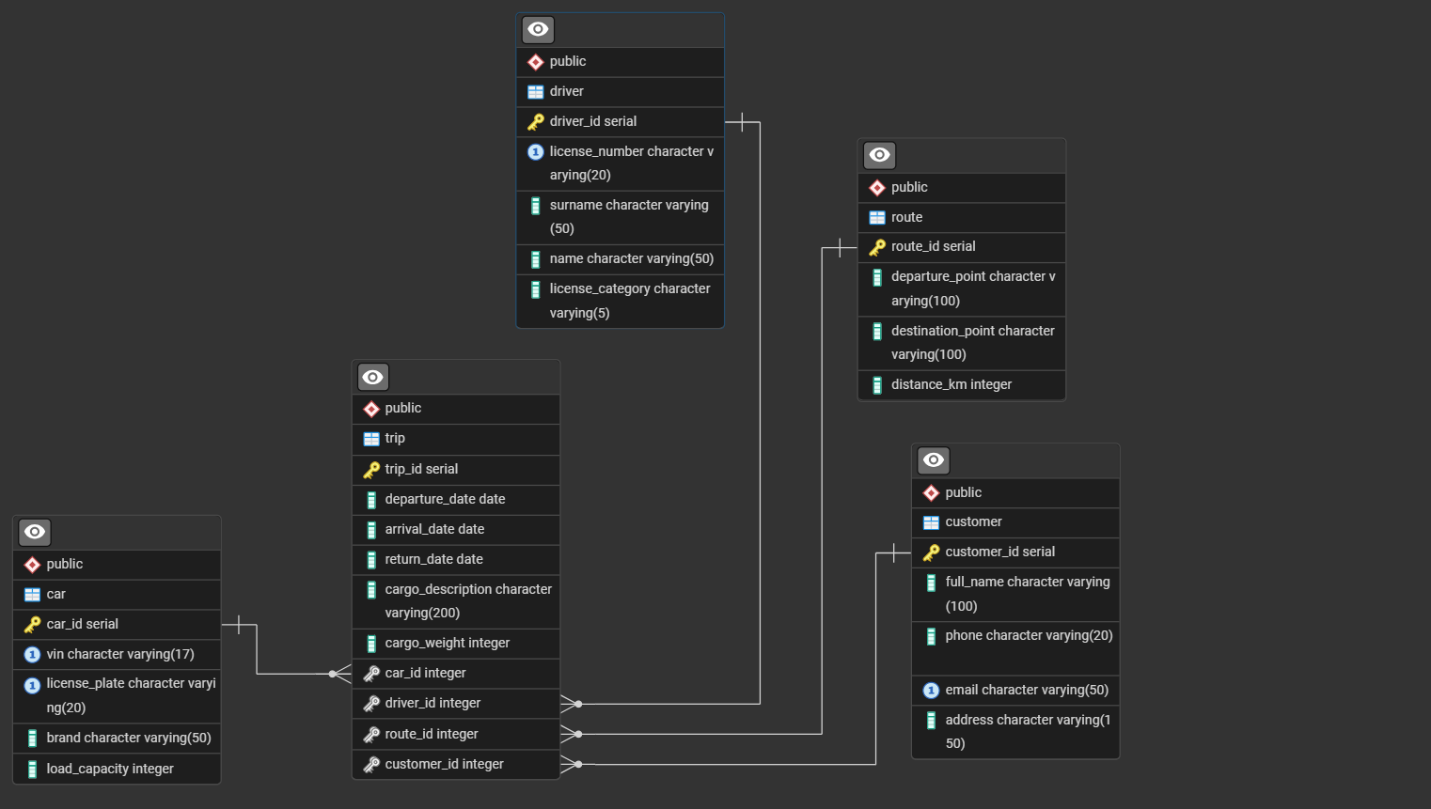 public
driver
driver_id serial
license_number character v
arying(20)
surname character varying
(50)
name character varying(50)
license_category character
varying(5)
public
route
route_id serial
departure_point character v
arying(100)
destination_point character
varying(100)
distance_km integer
public
trip
trip_id serial
departure_date date
arrival_date date
return_date date
cargo_description character
varying(200)
cargo_weight integer
car_id integer
driver_id integer
route_id integer
customer_id integer
public
customer
customer_id serial
full_name character varying
(100)
phone character varying(20)
1 email character varying(50)
address character varying(1
50)
public
car
car_id serial
1 vin character varying(17)
1 license_plate character varyi
ng(20)
brand character varying(50)
load_capacity integer